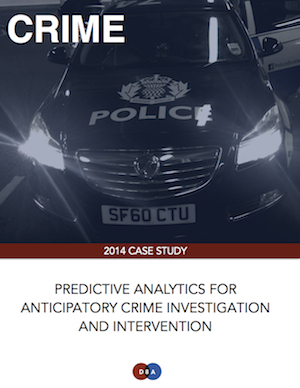 CRIME
POLICE
SF60 CTU
2014 CASE STUDY
PREDICTIVE ANALYTICS FOR
ANTICIPATORY CRIME INVESTIGATION
AND INTERVENTION
D&A